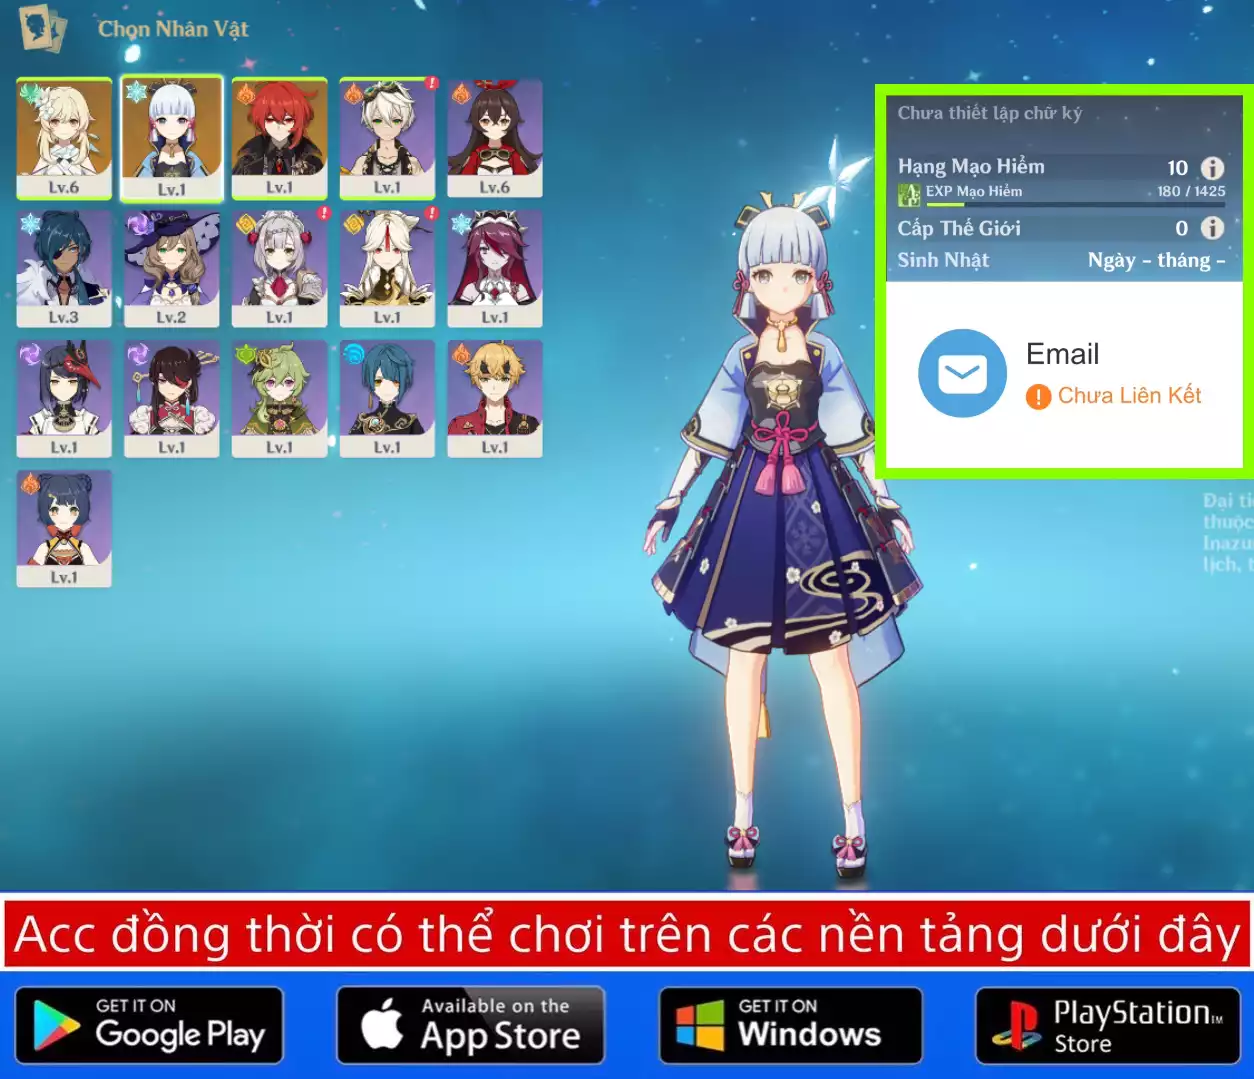 Chọn Nhân Vật
Lv.6
Lv.1
Lv.1
Lv.1
Lv.6
Lv.3
Lv.2
Lv.1
Lv.1
Lv.1
Lv.1
Lv.1
Lv.1
Lv.1
Lv.1
Lv.1
Chưa thiết lập chữ ký
Hạng Mạo Hiểm 10
EXP Mạo Hiểm 180 / 1425
Cấp Thế Giới 0
Sinh Nhật Ngày - tháng -
Email
Chưa Liên Kết
Đại ti
thuộc
Inazu
lịch, t
Acc đồng thời có thể chơi trên các nền tảng dưới đây
GET IT ON
Google Play
Available on the
App Store
GET IT ON
Windows
PlayStation TM
Store